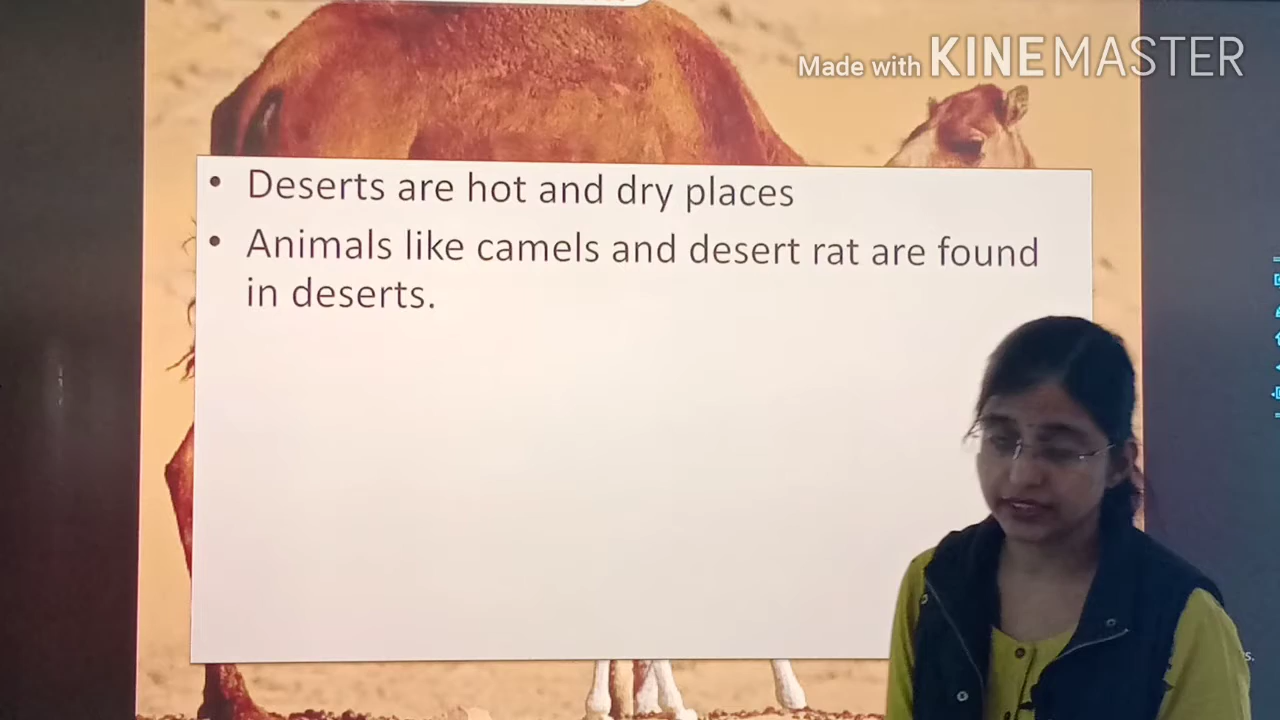 Made with KINEMASTER
• Deserts are hot and dry places
• Animals like camels and desert rat are found
in deserts.